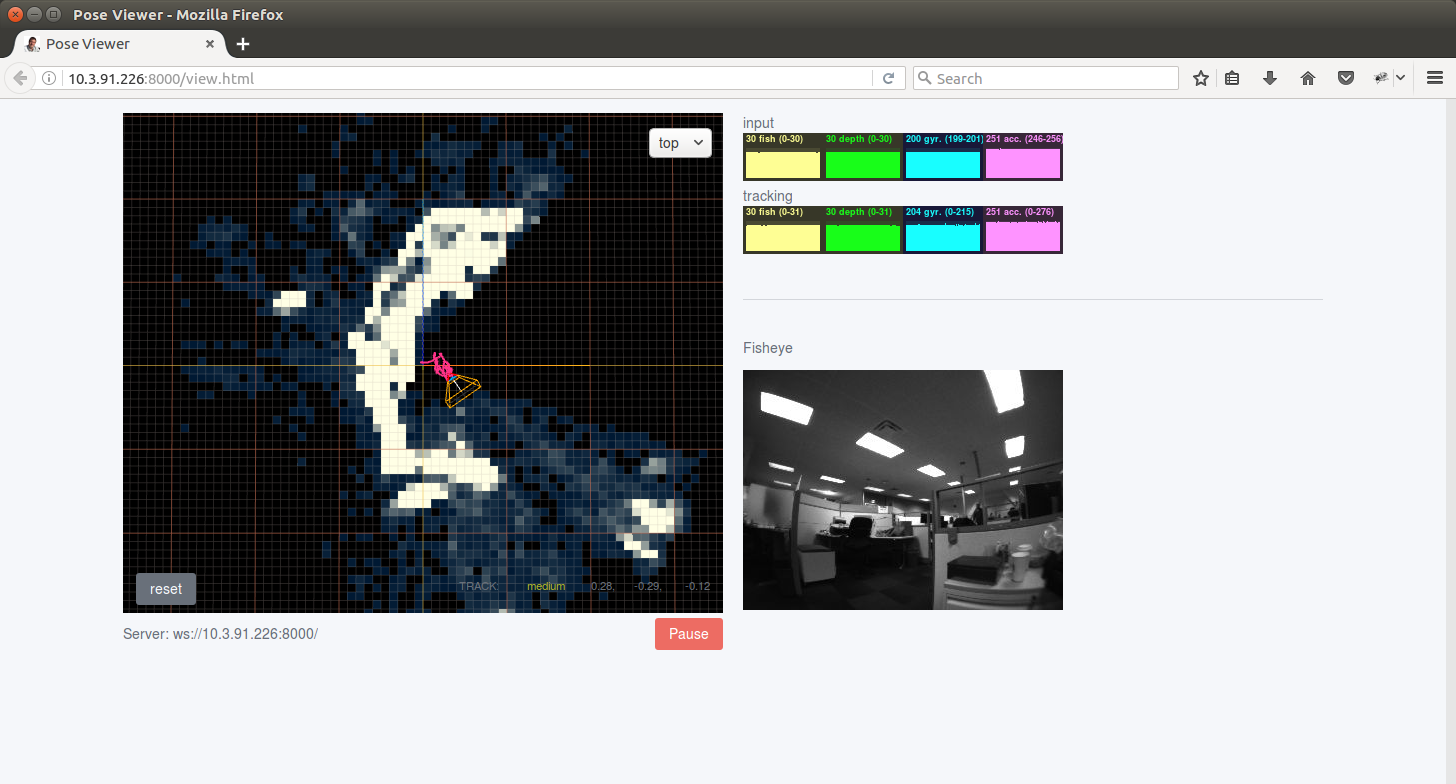 Pose Viewer - Mozilla Firefox
Pose Viewer
10.3.91.226:8000/view.html
Search
top
reset
TRACK: medium 0.28, -0.29, -0.12
Server: ws://10.3.91.226:8000/
Pause
input
30 fish (0-30) 30 depth (0-30) 200 gyr. (199-201) 251 acc. (246-256)
tracking
30 fish (0-31) 30 depth (0-31) 204 gyr. (0-215) 251 acc. (0-276)
Fisheye